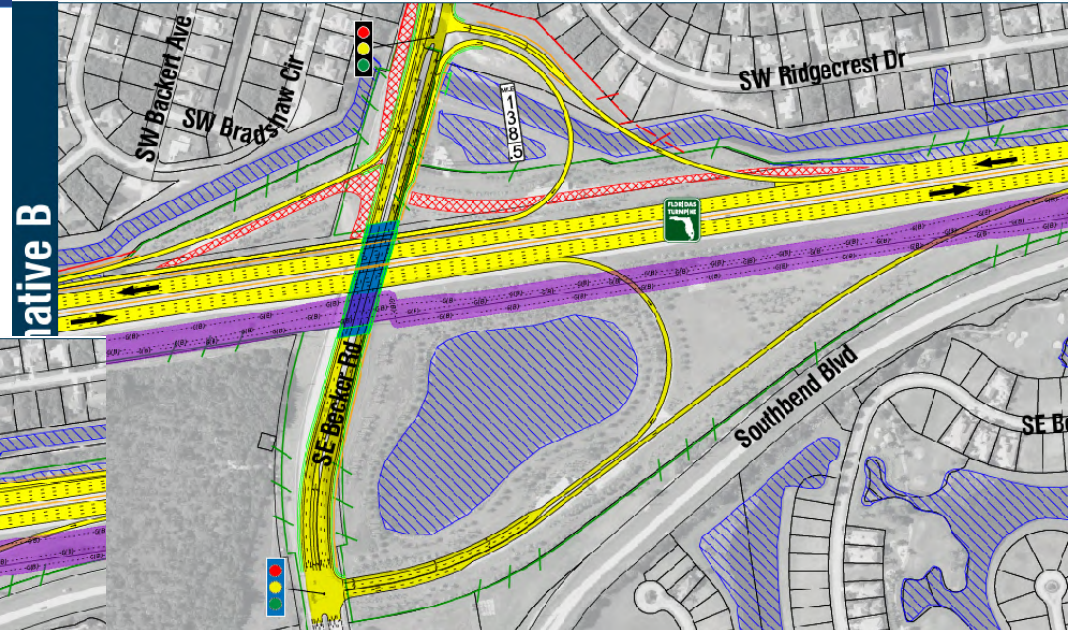 native B
SW Backert Ave
SW Bradshaw Cir
SW Ridgecrest Dr
MILE
138.5
FLORIDAS
TURNPIKE
SE Becker Rd
Southbend Blvd
SE Be